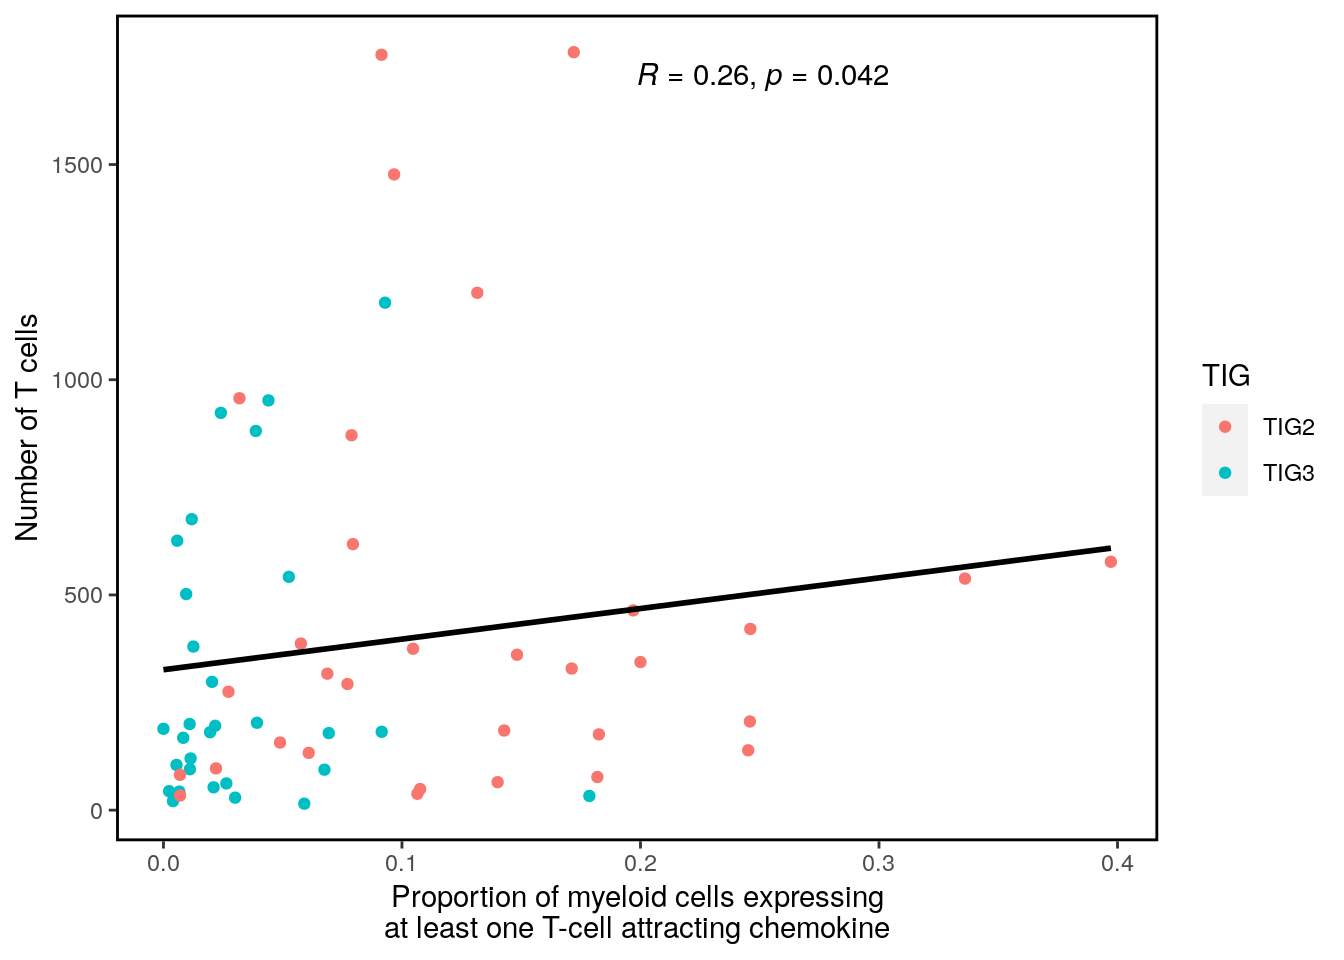 R = 0.26, p = 0.042
1500
1000
500
0
Number of T cells
0.0 0.1 0.2 0.3 0.4
Proportion of myeloid cells expressing
at least one T-cell attracting chemokine
TIG
TIG2
TIG3